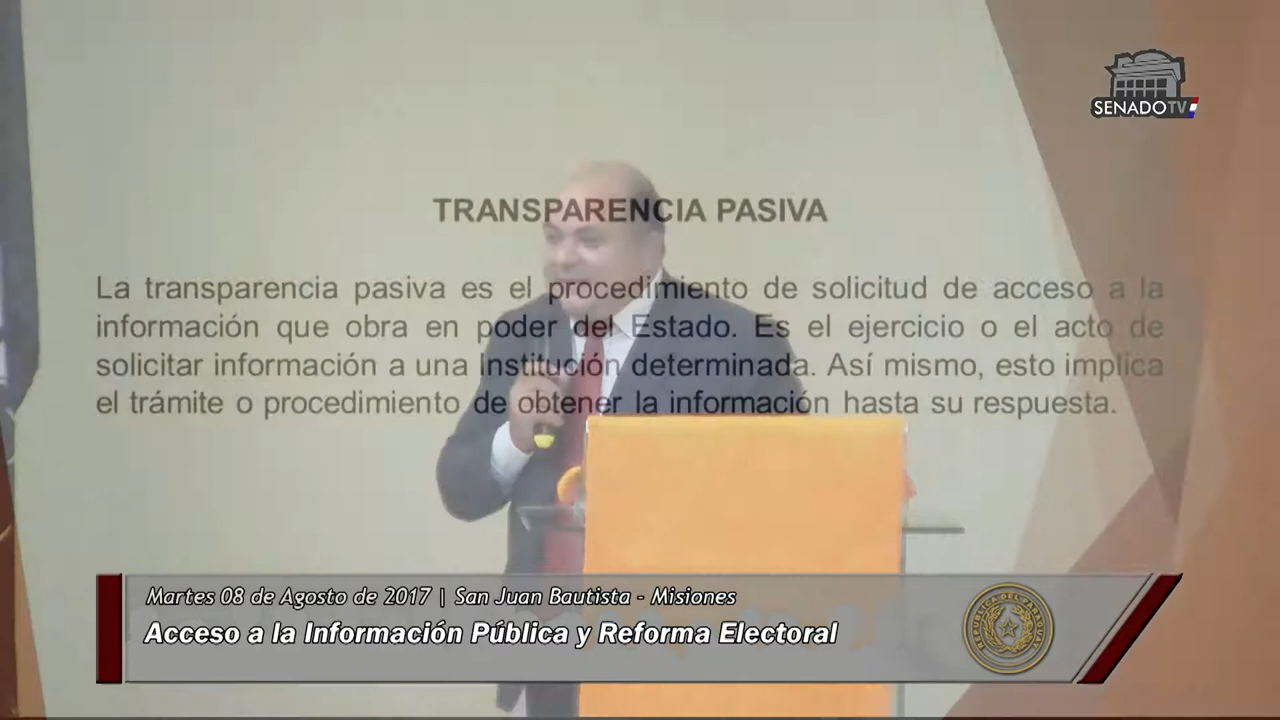 SENADOTV
TRANSPARENCIA PASIVA
La transparencia pasiva es el procedimiento de solicitud de acceso a la
información que obra en poder del Estado. Es el ejercicio o el acto de
solicitar información a una Institución determinada. Así mismo, esto implica
el trámite o procedimiento de obtener la información hasta su respuesta.
Martes 08 de Agosto de 2017 | San Juan Bautista - Misiones
Acceso a la Información Pública y Reforma Electoral
REPUBLICA DEL PARAGUAY